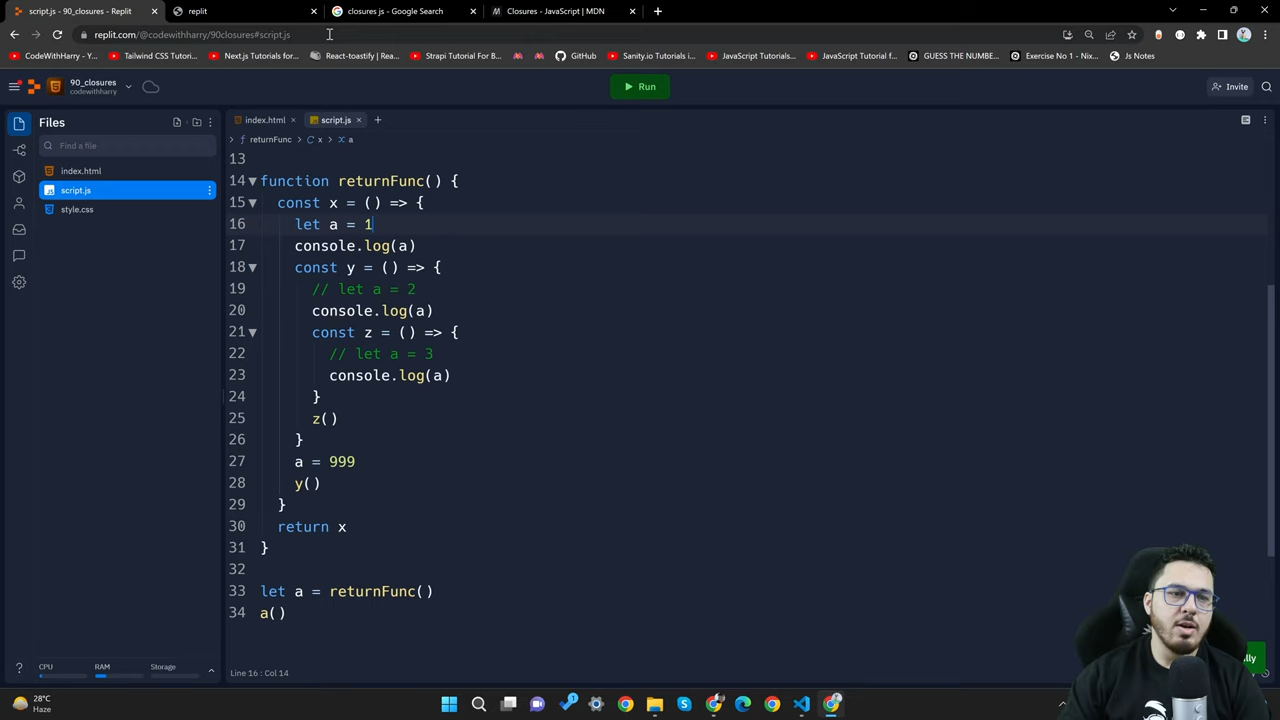 script.js - 90_closures - Replit
replit
closures js - Google Search
Closures - JavaScript | MDN
replit.com/@codewithharry/90closures#script.js
CodeWithHarry - Y...
Tailwind CSS Tutori...
Next.js Tutorials for...
React-toastify | Rea...
Strapi Tutorial For B...
GitHub
Sanity.io Tutorials i...
JavaScript Tutorials...
JavaScript Tutorial f...
GUESS THE NUMBE...
Exercise No 1 - Nix...
Js Notes
90_closures
codewithharry
Run
Invite
Files
index.html
script.js
Find a file
returnFunc
x
a
index.html
script.js
style.css
13
14 function returnFunc() {
15 const x = () => {
16 let a = 1
17 console.log(a)
18 const y = () => {
19 // let a = 2
20 console.log(a)
21 const z = () => {
22 // let a = 3
23 console.log(a)
24 }
25 z()
26 }
27 a = 999
28 y()
29 }
30 return x
31 }
32
33 let a = returnFunc()
34 a()
CPU
RAM
Storage
Line 16 : Col 14
28°C
Haze